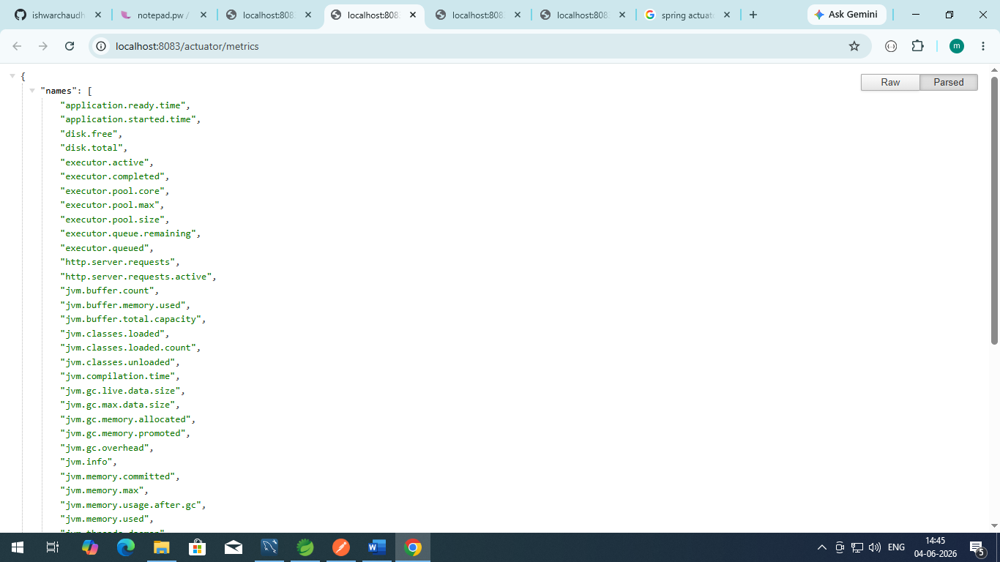 ishwarchaudh
notepad.pw /
localhost:808
localhost:808
localhost:808
localhost:808
spring actuat
Ask Gemini
localhost:8083/actuator/metrics
m
Raw
Parsed
{
"names": [
"application.ready.time",
"application.started.time",
"disk.free",
"disk.total",
"executor.active",
"executor.completed",
"executor.pool.core",
"executor.pool.max",
"executor.pool.size",
"executor.queue.remaining",
"executor.queued",
"http.server.requests",
"http.server.requests.active",
"jvm.buffer.count",
"jvm.buffer.memory.used",
"jvm.buffer.total.capacity",
"jvm.classes.loaded",
"jvm.classes.loaded.count",
"jvm.classes.unloaded",
"jvm.compilation.time",
"jvm.gc.live.data.size",
"jvm.gc.max.data.size",
"jvm.gc.memory.allocated",
"jvm.gc.memory.promoted",
"jvm.gc.overhead",
"jvm.info",
"jvm.memory.committed",
"jvm.memory.max",
"jvm.memory.usage.after.gc",
"jvm.memory.used",
ENG
14:45
04-06-2026
5